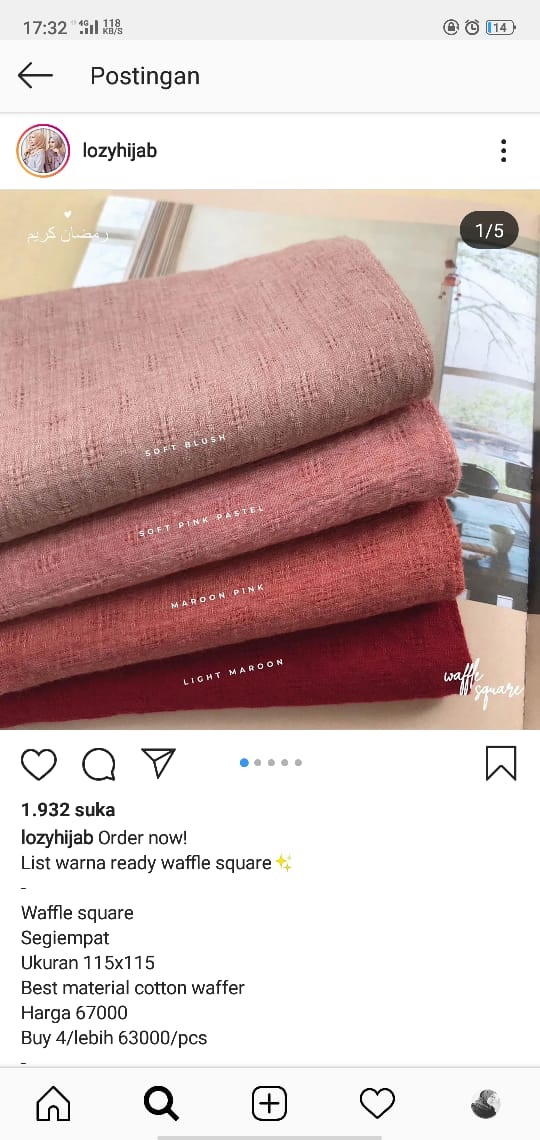 17:32 4G 118 KB/S 14
Postingan
lozyhijab
رمضان كريم
1/5
SOFT BLUSH
SOFT PINK PASTEL
MAROON PINK
LIGHT MAROON
waffle
square
1.932 suka
lozyhijab Order now!
List warna ready waffle square✨
-
Waffle square
Segiempat
Ukuran 115x115
Best material cotton waffer
Harga 67000
Buy 4/lebih 63000/pcs
-